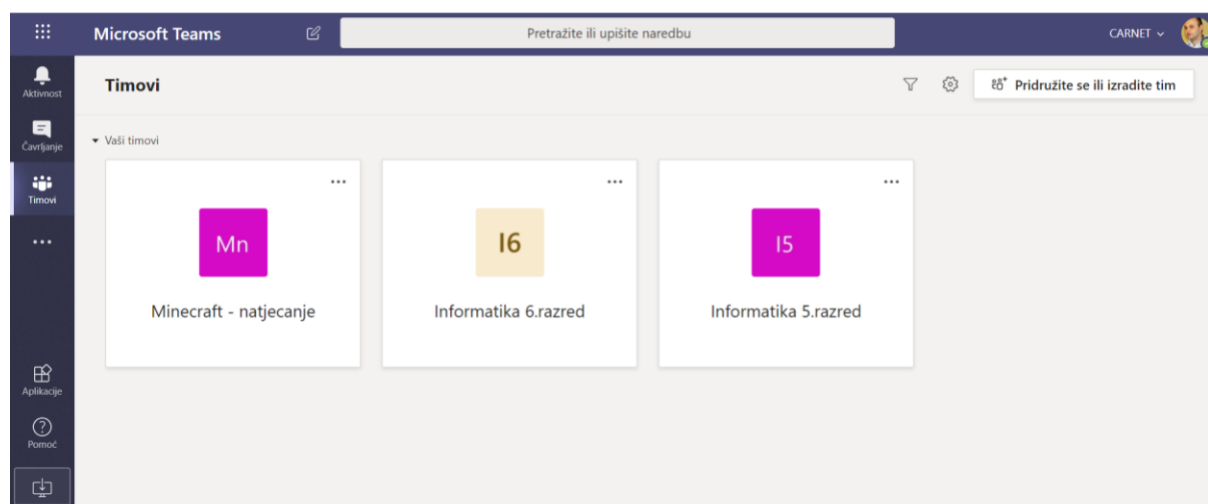 Microsoft Teams
Pretražite ili upišite naredbu
CARNET
Aktivnost
Čavrljanje
Timovi
Aplikacije
Pomoć
Timovi
Pridružite se ili izradite tim
Vaši timovi
Mn
Minecraft - natjecanje
I6
Informatika 6.razred
I5
Informatika 5.razred